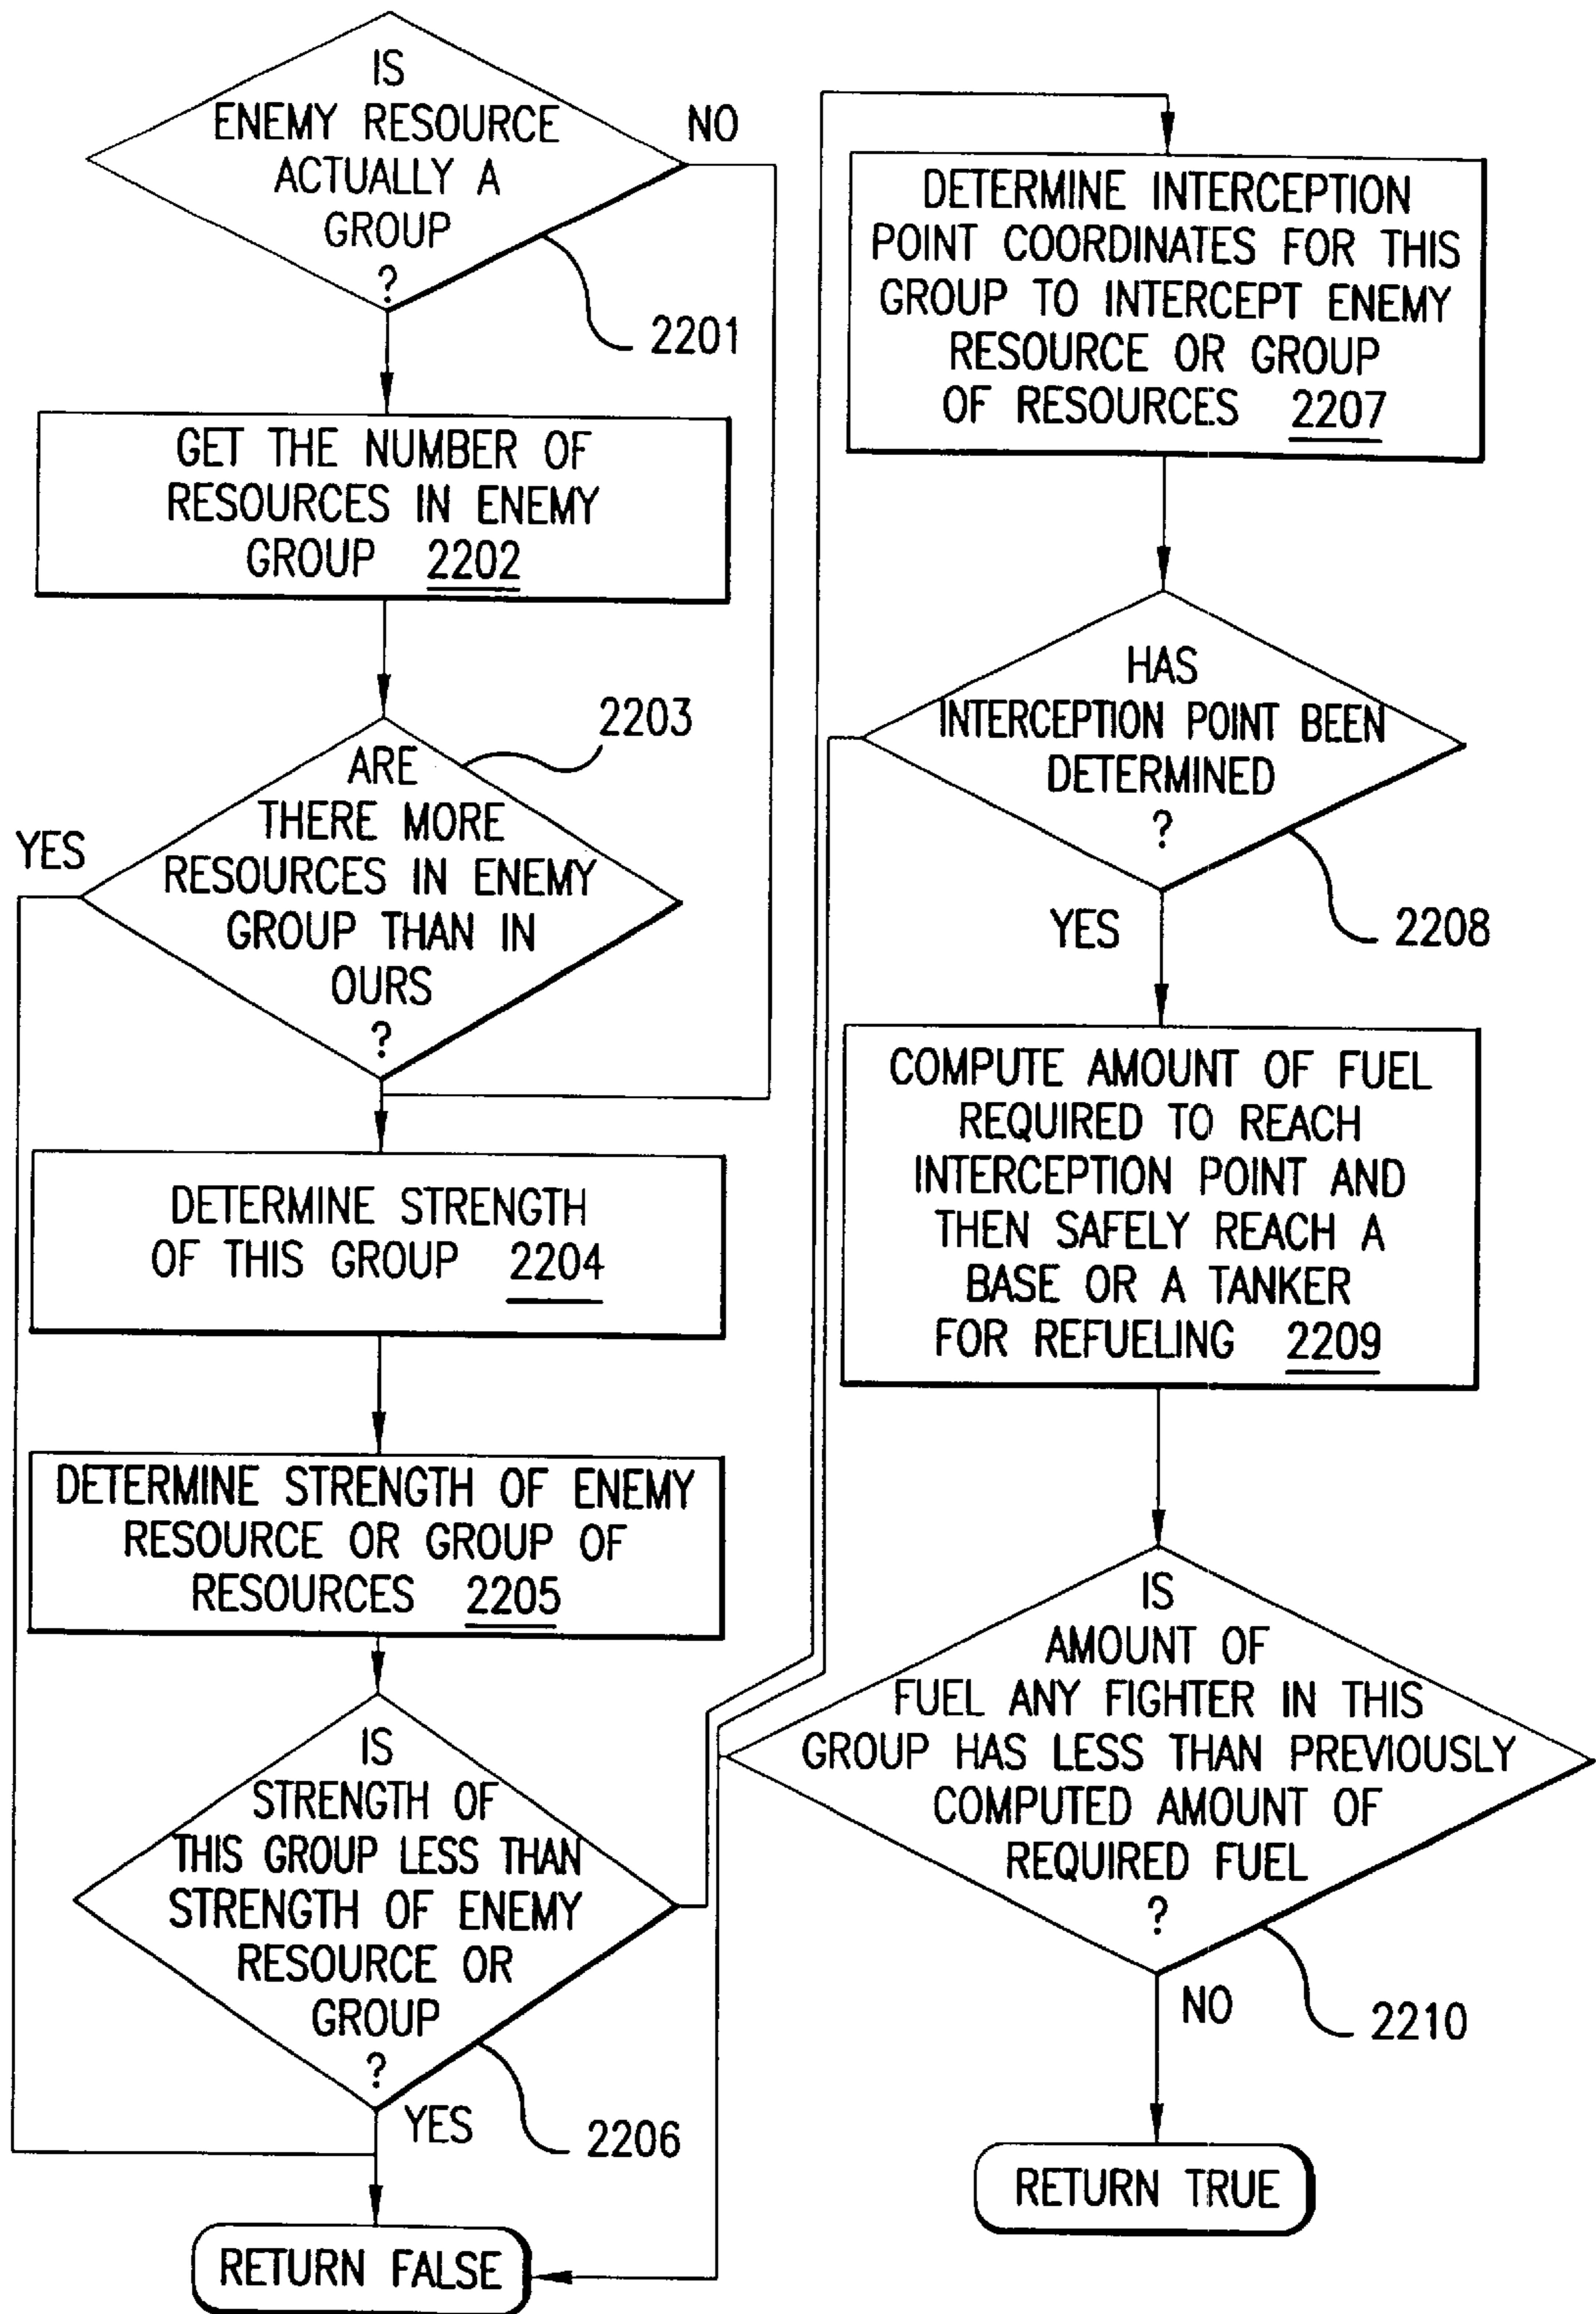 IS
ENEMY RESOURCE
ACTUALLY A
GROUP
?
NO
2201
GET THE NUMBER OF
RESOURCES IN ENEMY
GROUP 2202
2203
ARE
THERE MORE
RESOURCES IN ENEMY
GROUP THAN IN
OURS
?
YES
DETERMINE STRENGTH
OF THIS GROUP 2204
DETERMINE STRENGTH OF ENEMY
RESOURCE OR GROUP OF
RESOURCES 2205
IS
STRENGTH OF
THIS GROUP LESS THAN
STRENGTH OF ENEMY
RESOURCE OR
GROUP
?
YES
2206
RETURN FALSE
DETERMINE INTERCEPTION
POINT COORDINATES FOR THIS
GROUP TO INTERCEPT ENEMY
RESOURCE OR GROUP
OF RESOURCES 2207
HAS
INTERCEPTION POINT BEEN
DETERMINED
?
YES
2208
COMPUTE AMOUNT OF FUEL
REQUIRED TO REACH
INTERCEPTION POINT AND
THEN SAFELY REACH A
BASE OR A TANKER
FOR REFUELING 2209
IS
AMOUNT OF
FUEL ANY FIGHTER IN THIS
GROUP HAS LESS THAN PREVIOUSLY
COMPUTED AMOUNT OF
REQUIRED FUEL
?
NO
2210
RETURN TRUE